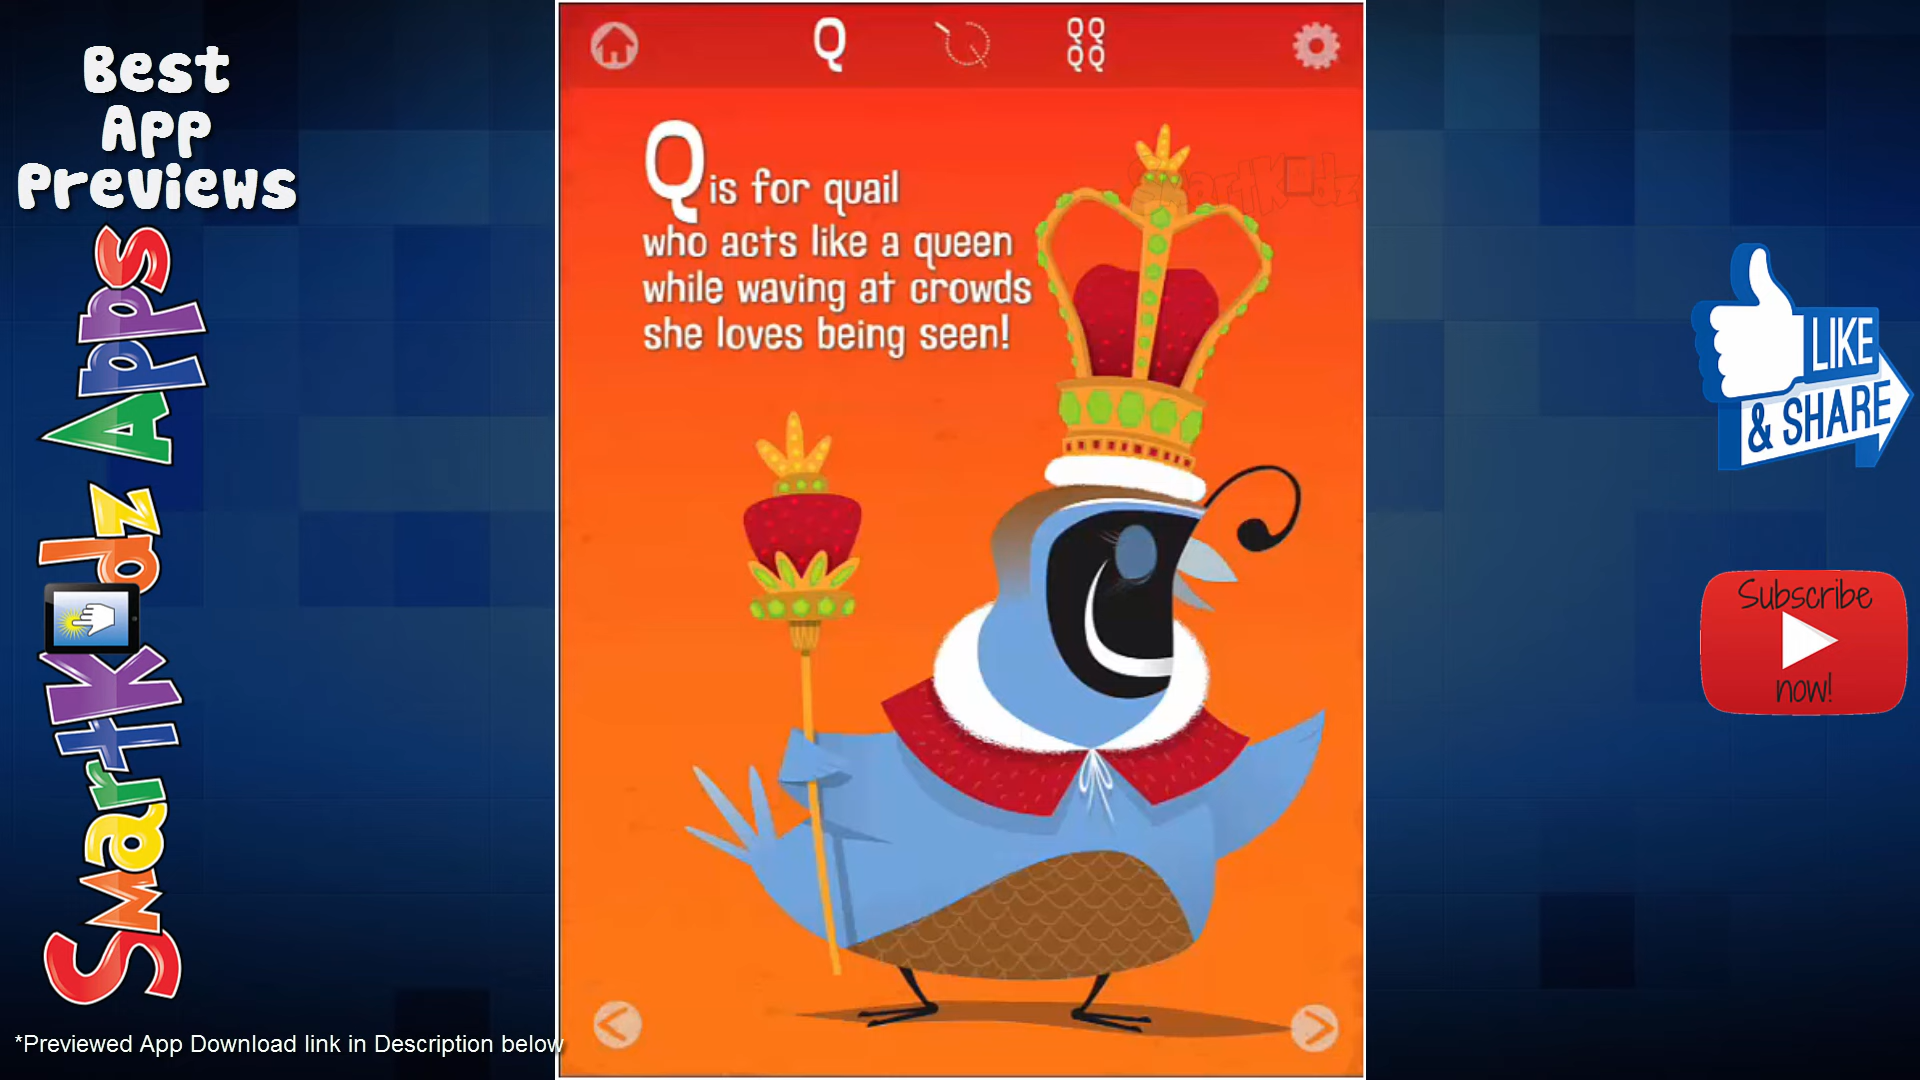 Best
App
Previews
SmartKidz Apps
*Previewed App Download link in Description below
Q
Q Q
Q Q
Q is for quail
who acts like a queen
while waving at crowds
she loves being seen!
SmartKidz
LIKE
& SHARE
Subscribe
now!